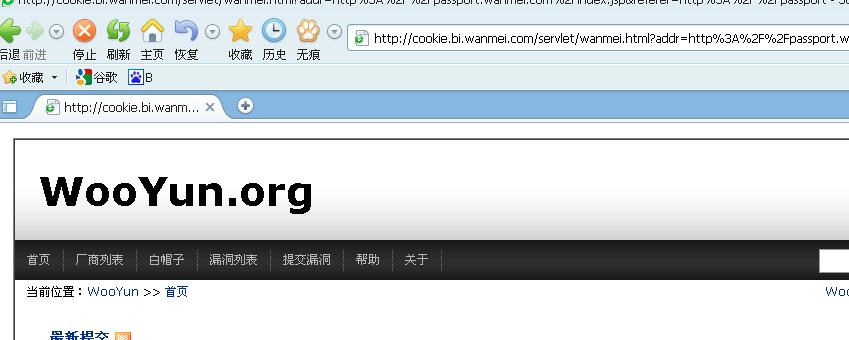 http://cookie.bi.wanmei.com/servlet/wanmei.html?addr=http%3A%2F%2Fpassport.wanmei.com%2Findex.jsp&referer=http%3A%2F%2Fpassport - So
后退 前进 停止 刷新 主页 恢复 收藏 历史 无痕 http://cookie.bi.wanmei.com/servlet/wanmei.html?addr=http%3A%2F%2Fpassport.w
收藏 谷歌 B
http://cookie.bi.wanm...
WooYun.org
首页 厂商列表 白帽子 漏洞列表 提交漏洞 帮助 关于
当前位置：WooYun >> 首页 Woo
最新提交